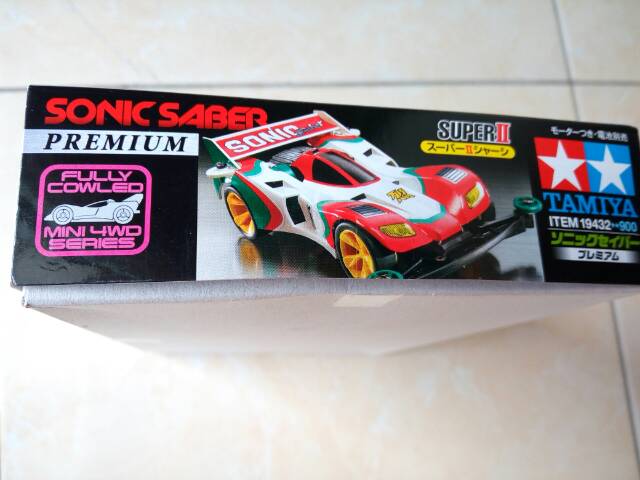 SONIC SABER
PREMIUM
FULLY
COWLED
MINI 4WD
SERIES
SONIC
SUPER II
スーパーIIシャーシ
モーターつき・電池別売
TAMIYA
ITEM 19432 900
ソニックセイバー
プレミアム